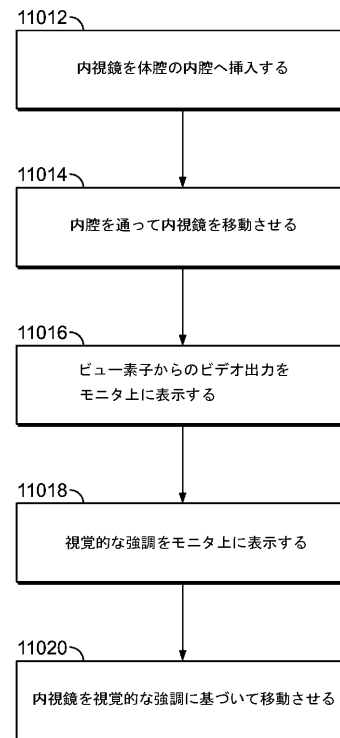 11012
内視鏡を体腔の内腔へ挿入する
11014
内腔を通って内視鏡を移動させる
11016
ビュー素子からのビデオ出力を
モニタ上に表示する
11018
視覚的な強調をモニタ上に表示する
11020
内視鏡を視覚的な強調に基づいて移動させる